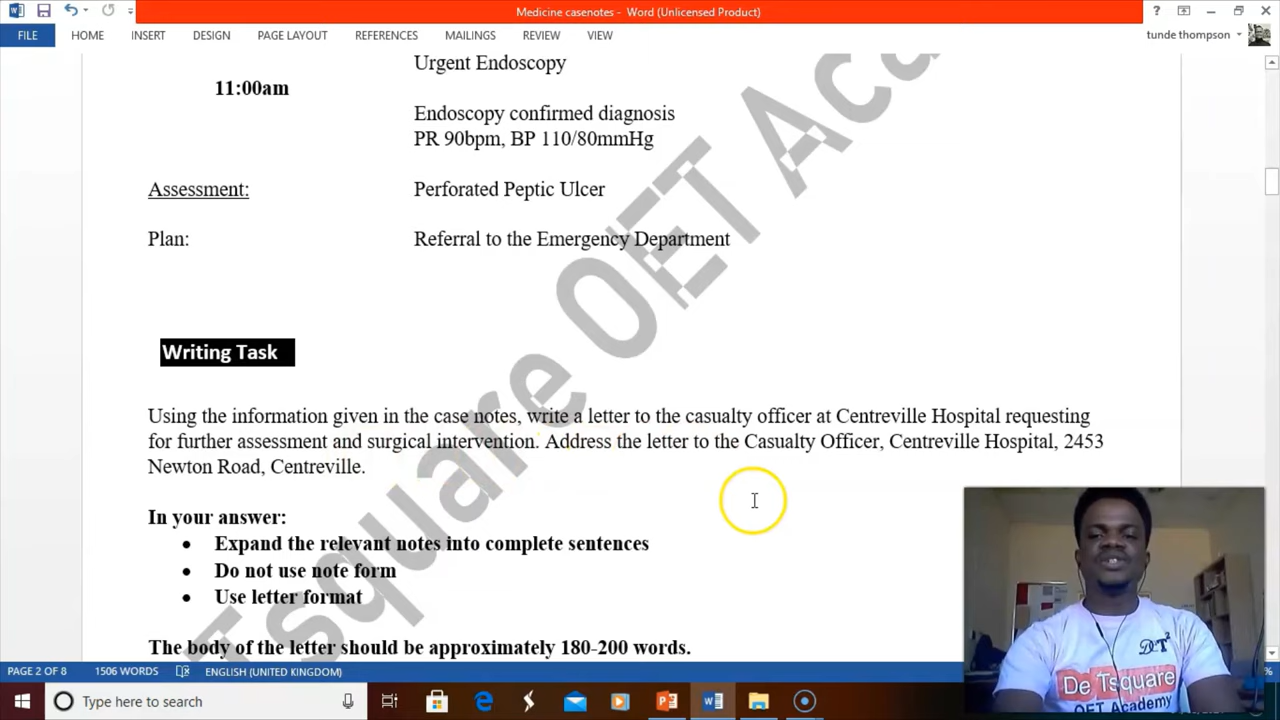 Medicine casenotes - Word (Unlicensed Product)
FILE HOME INSERT DESIGN PAGE LAYOUT REFERENCES MAILINGS REVIEW VIEW
tunde thompson
Urgent Endoscopy
11:00am
Endoscopy confirmed diagnosis
PR 90bpm, BP 110/80mmHg
Assessment: Perforated Peptic Ulcer
Plan: Referral to the Emergency Department
Writing Task
Using the information given in the case notes, write a letter to the casualty officer at Centreville Hospital requesting
for further assessment and surgical intervention. Address the letter to the Casualty Officer, Centreville Hospital, 2453
Newton Road, Centreville.
In your answer:
• Expand the relevant notes into complete sentences
• Do not use note form
• Use letter format
The body of the letter should be approximately 180-200 words.
Tsquare OET Aca
DT²
De Tsquare
OET Academy
PAGE 2 OF 8 1506 WORDS ENGLISH (UNITED KINGDOM) %
Type here to search